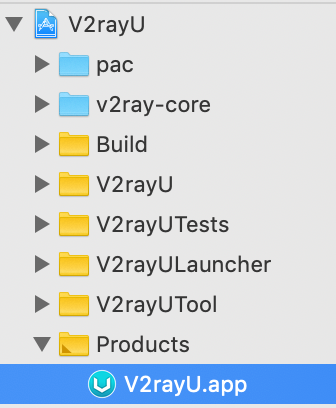 V2rayU
pac
v2ray-core
Build
V2rayU
V2rayUTests
V2rayULauncher
V2rayUTool
Products
V2rayU.app